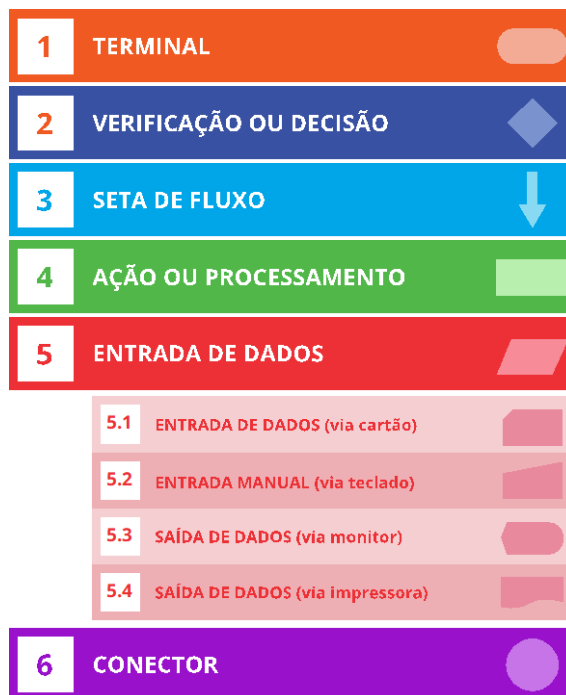 1 TERMINAL
2 VERIFICAÇÃO OU DECISÃO
3 SETA DE FLUXO
4 AÇÃO OU PROCESSAMENTO
5 ENTRADA DE DADOS
5.1 ENTRADA DE DADOS (via cartão)
5.2 ENTRADA MANUAL (via teclado)
5.3 SAÍDA DE DADOS (via monitor)
5.4 SAÍDA DE DADOS (via impressora)
6 CONECTOR